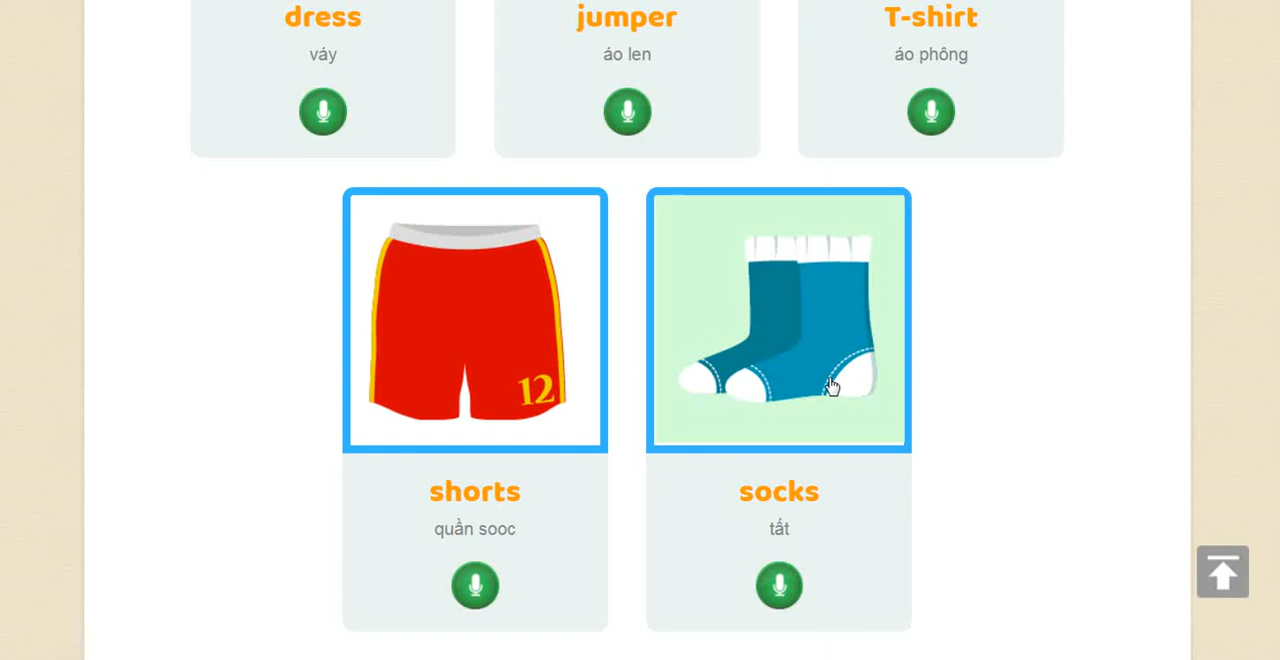 dress
jumper
T-shirt
váy
áo len
áo phông
12
shorts
socks
quần sooc
tất